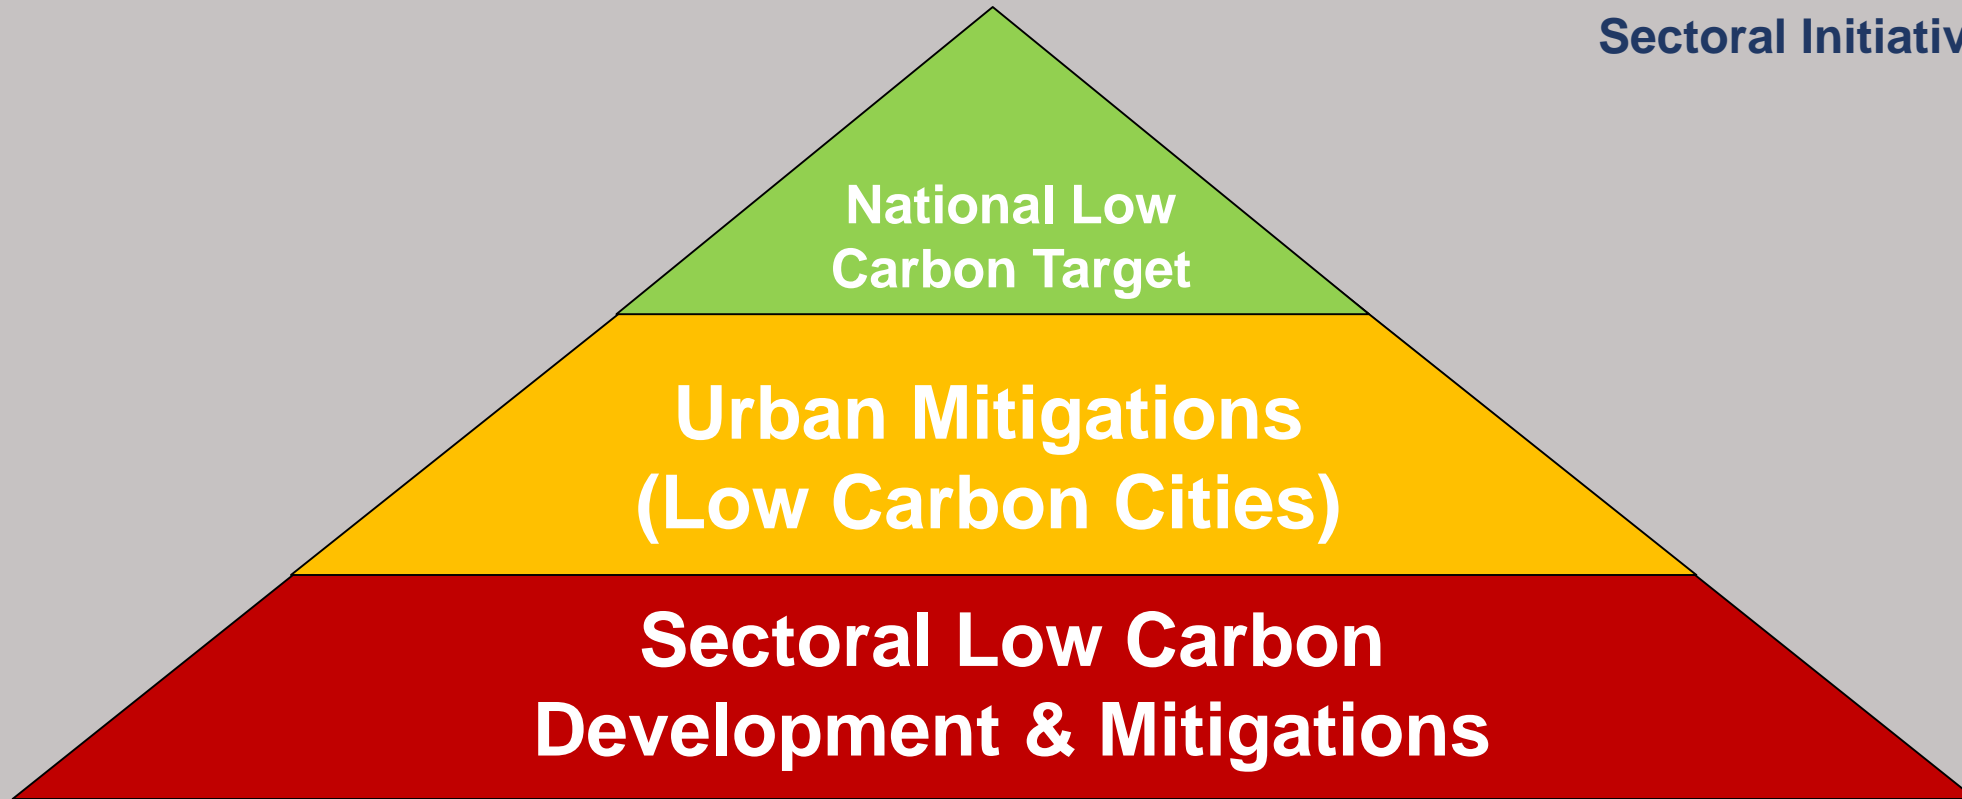 Sectoral Initiativ
National Low
Carbon Target
Urban Mitigations
(Low Carbon Cities)
Sectoral Low Carbon
Development & Mitigations